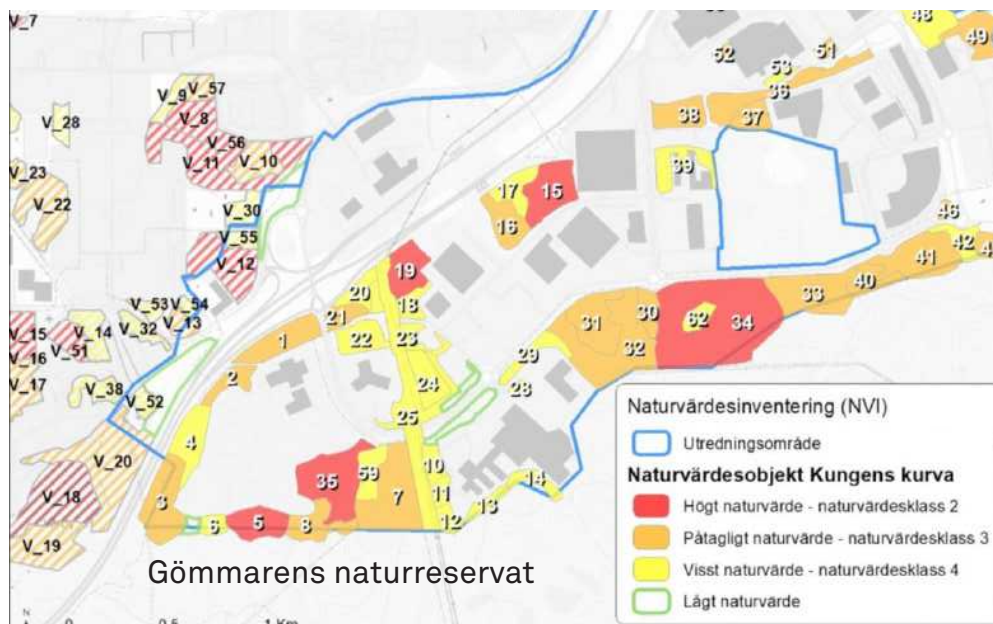 V_7
48
49
51
52
53
36
V_9
V_57
V_8
V_28
V_56
V_11
V_10
38
37
V_23
V_22
39
17
15
16
V_30
V_55
V_12
46
42
41
19
20
18
V_53
V_54
V_32
V_13
40
33
34
62
30
31
32
V_15
V_14
V_51
V_16
V_17
21
22
23
1
2
29
28
24
V_38
V_52
25
4
V_20
V_18
V_19
3
35
59
7
10
11
12
13
14
6
5
8
Gömmarens naturreservat
N
0 0.5 1 Km
Naturvärdesinventering (NVI)
Utredningsområde
Naturvärdesobjekt Kungens kurva
Högt naturvärde - naturvärdesklass 2
Påtagligt naturvärde - naturvärdesklass 3
Visst naturvärde - naturvärdesklass 4
Lågt naturvärde